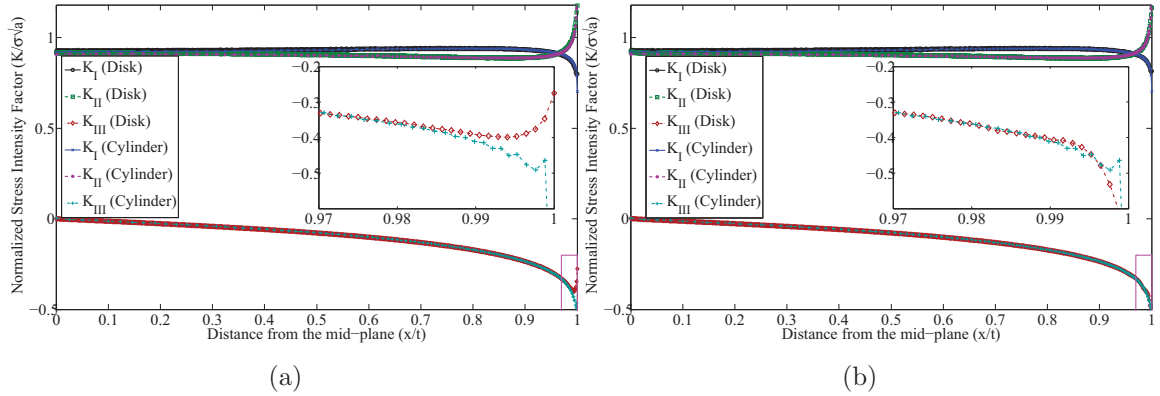 Normalized Stress Intensity Factor (K/σ√a)
1
0.5
0
−0.5
K_I (Disk)
K_II (Disk)
K_III (Disk)
K_I (Cylinder)
K_II (Cylinder)
K_III (Cylinder)
−0.2
−0.3
−0.4
−0.5
0.97 0.98 0.99 1
0 0.1 0.2 0.3 0.4 0.5 0.6 0.7 0.8 0.9 1
Distance from the mid−plane (x/t)
(a)
Normalized Stress Intensity Factor (K/σ√a)
1
0.5
0
−0.5
K_I (Disk)
K_II (Disk)
K_III (Disk)
K_I (Cylinder)
K_II (Cylinder)
K_III (Cylinder)
−0.2
−0.3
−0.4
−0.5
0.97 0.98 0.99 1
0 0.1 0.2 0.3 0.4 0.5 0.6 0.7 0.8 0.9 1
Distance from the mid−plane (x/t)
(b)